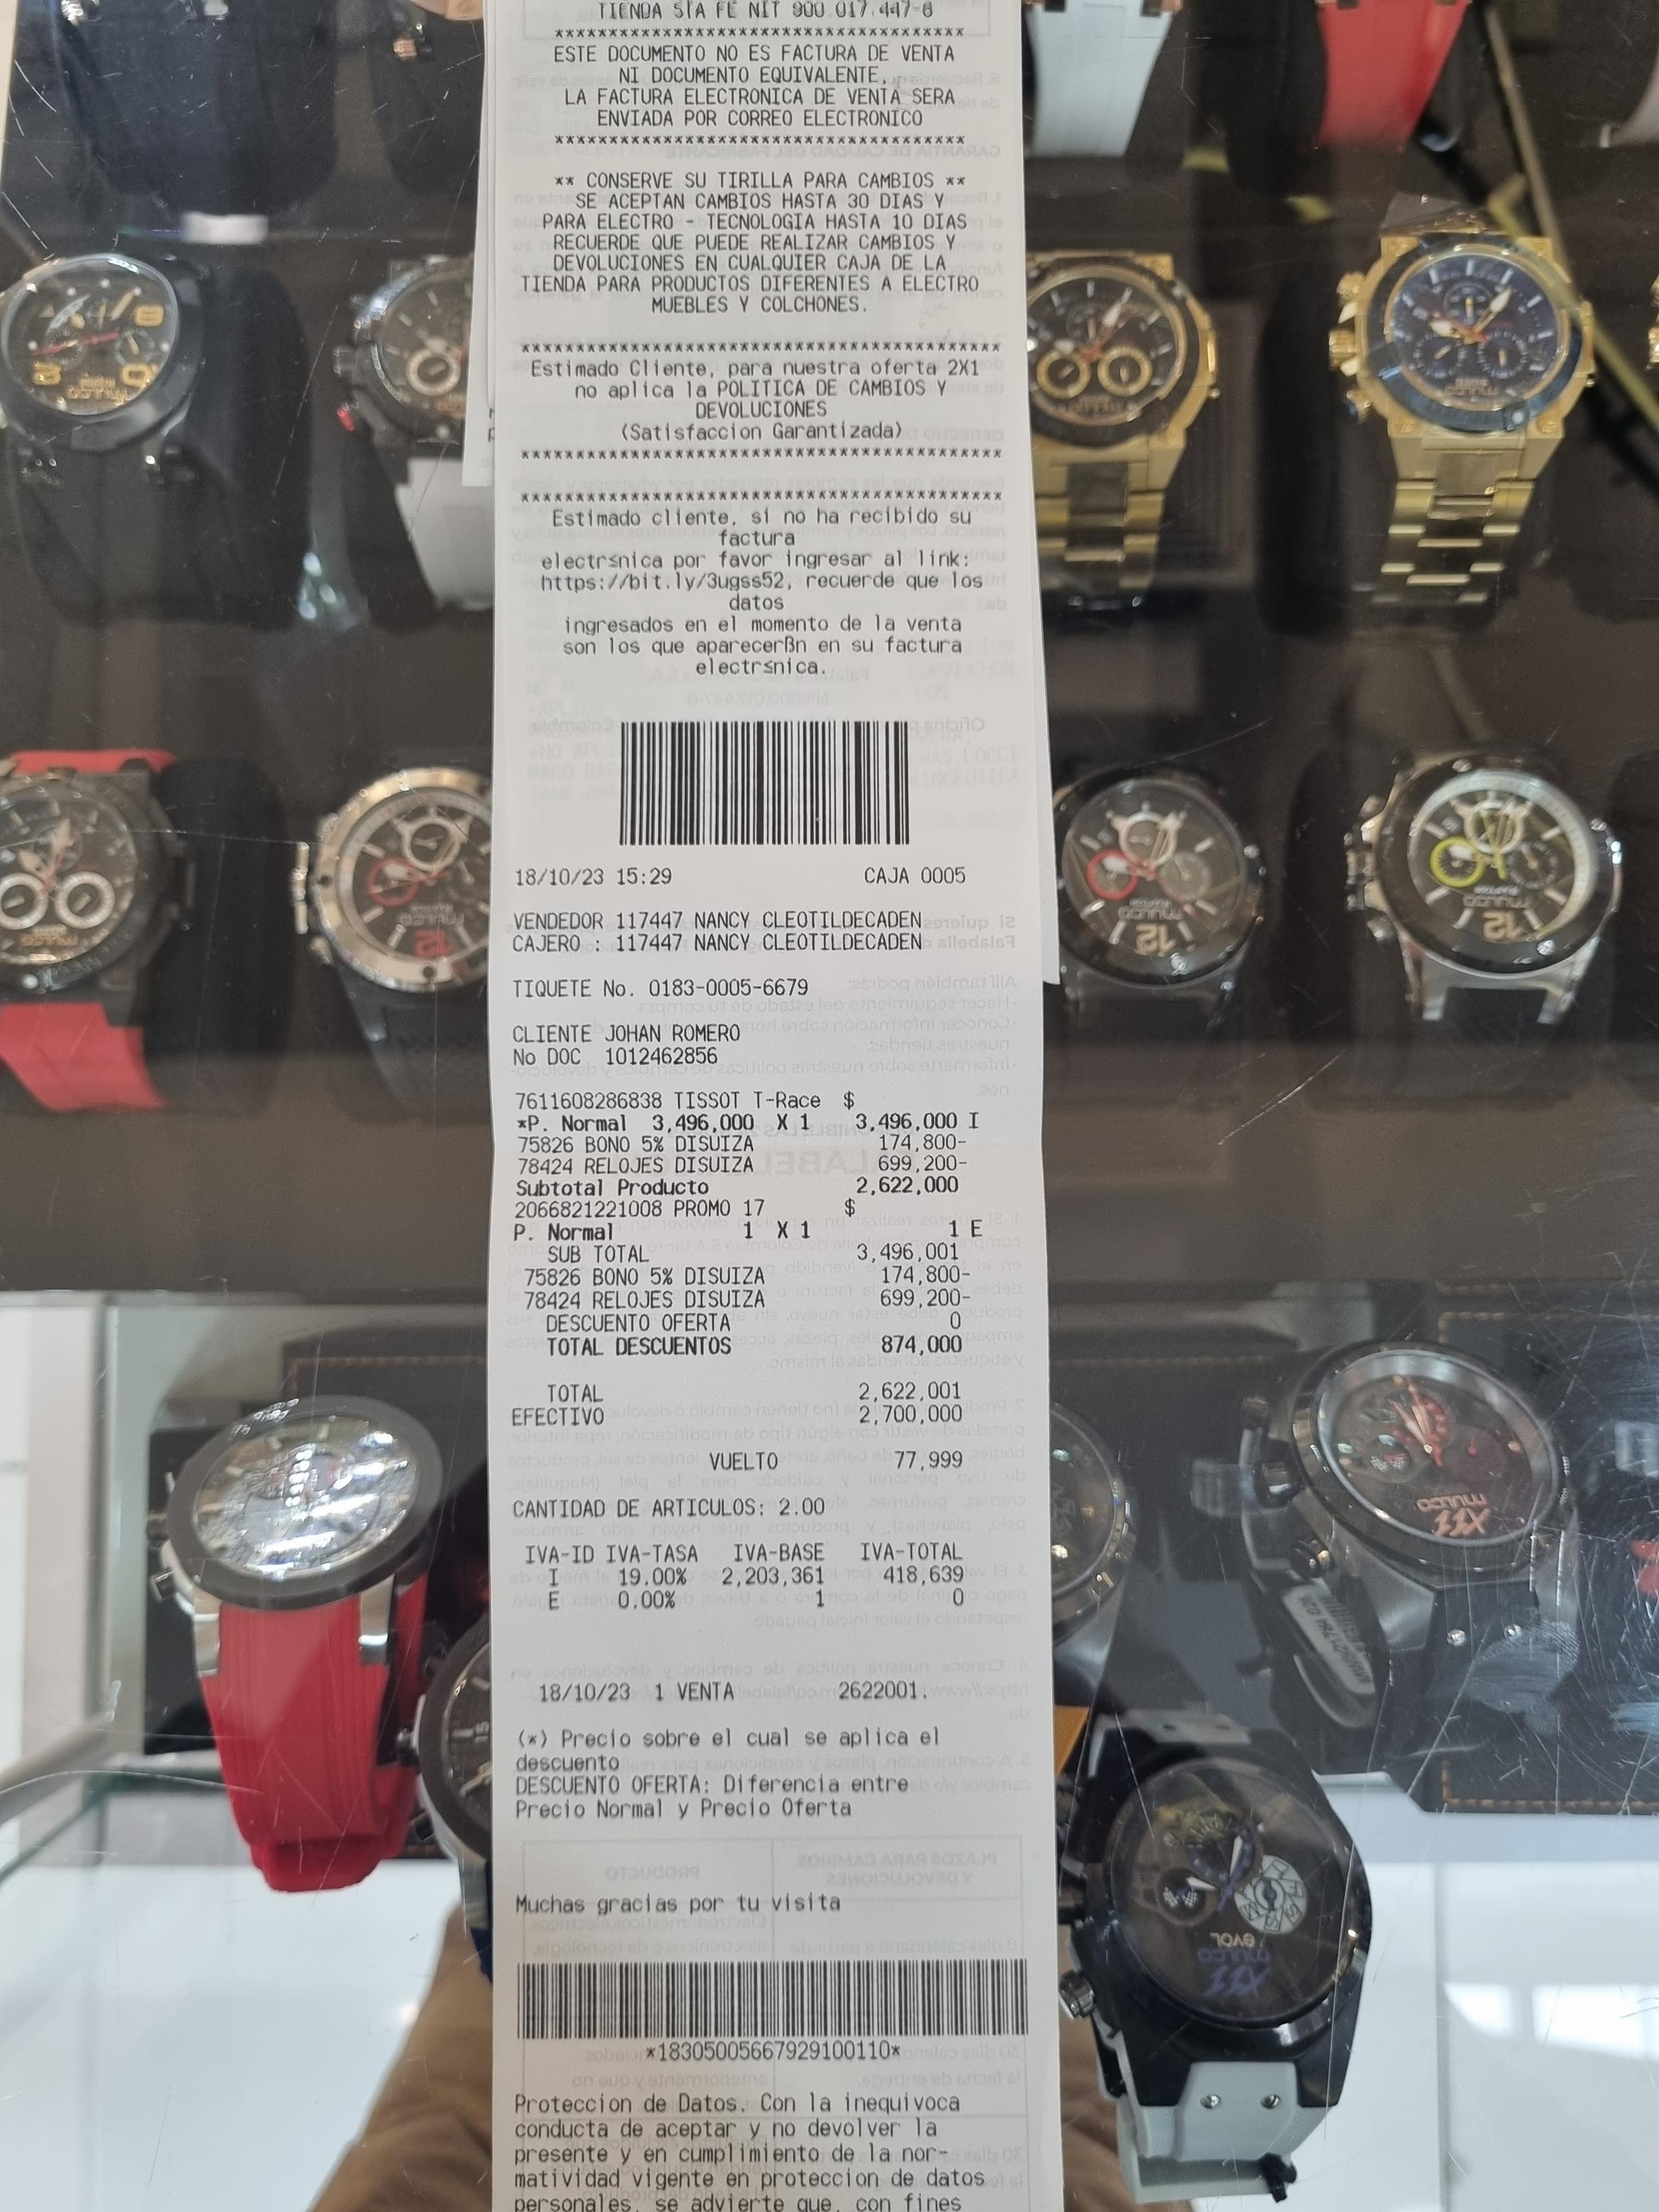 TIENDA STA FE NIT 900.017.447-8
***********************************
ESTE DOCUMENTO NO ES FACTURA DE VENTA
NI DOCUMENTO EQUIVALENTE,
LA FACTURA ELECTRONICA DE VENTA SERA
ENVIADA POR CORREO ELECTRONICO
***********************************
** CONSERVE SU TIRILLA PARA CAMBIOS **
SE ACEPTAN CAMBIOS HASTA 30 DIAS Y
PARA ELECTRO - TECNOLOGIA HASTA 10 DIAS
RECUERDE QUE PUEDE REALIZAR CAMBIOS Y
DEVOLUCIONES EN CUALQUIER CAJA DE LA
TIENDA PARA PRODUCTOS DIFERENTES A ELECTRO
MUEBLES Y COLCHONES.
******************************************
Estimado Cliente, para nuestra oferta 2X1
no aplica la POLITICA DE CAMBIOS Y
DEVOLUCIONES
(Satisfaccion Garantizada)
******************************************
******************************************
Estimado cliente, si no ha recibido su
factura
electr≤nica por favor ingresar al link:
https://bit.ly/3ugss52, recuerde que los
datos
ingresados en el momento de la venta
son los que aparecerßn en su factura
electr≤nica.
18/10/23 15:29 CAJA 0005
VENDEDOR 117447 NANCY CLEOTILDECADEN
CAJERO : 117447 NANCY CLEOTILDECADEN
TIQUETE No. 0183-0005-6679
CLIENTE JOHAN ROMERO
No DOC 1012462856
7611608286838 TISSOT T-Race $
*P. Normal 3,496,000 X 1 3,496,000 I
75826 BONO 5% DISUIZA 174,800-
78424 RELOJES DISUIZA 699,200-
Subtotal Producto 2,622,000
2066821221008 PROMO 17 $
P. Normal 1 X 1 1 E
SUB TOTAL 3,496,001
75826 BONO 5% DISUIZA 174,800-
78424 RELOJES DISUIZA 699,200-
DESCUENTO OFERTA 0
TOTAL DESCUENTOS 874,000
TOTAL 2,622,001
EFECTIVO 2,700,000
VUELTO 77,999
CANTIDAD DE ARTICULOS: 2.00
IVA-ID IVA-TASA IVA-BASE IVA-TOTAL
I 19.00% 2,203,361 418,639
E 0.00% 1 0
18/10/23 1 VENTA 2622001.
(*) Precio sobre el cual se aplica el
descuento
DESCUENTO OFERTA: Diferencia entre
Precio Normal y Precio Oferta
Muchas gracias por tu visita
*18305005667929100110*
Proteccion de Datos. Con la inequivoca
conducta de aceptar y no devolver la
presente y en cumplimiento de la nor-
matividad vigente en proteccion de datos
personales, se advierte que, con fines